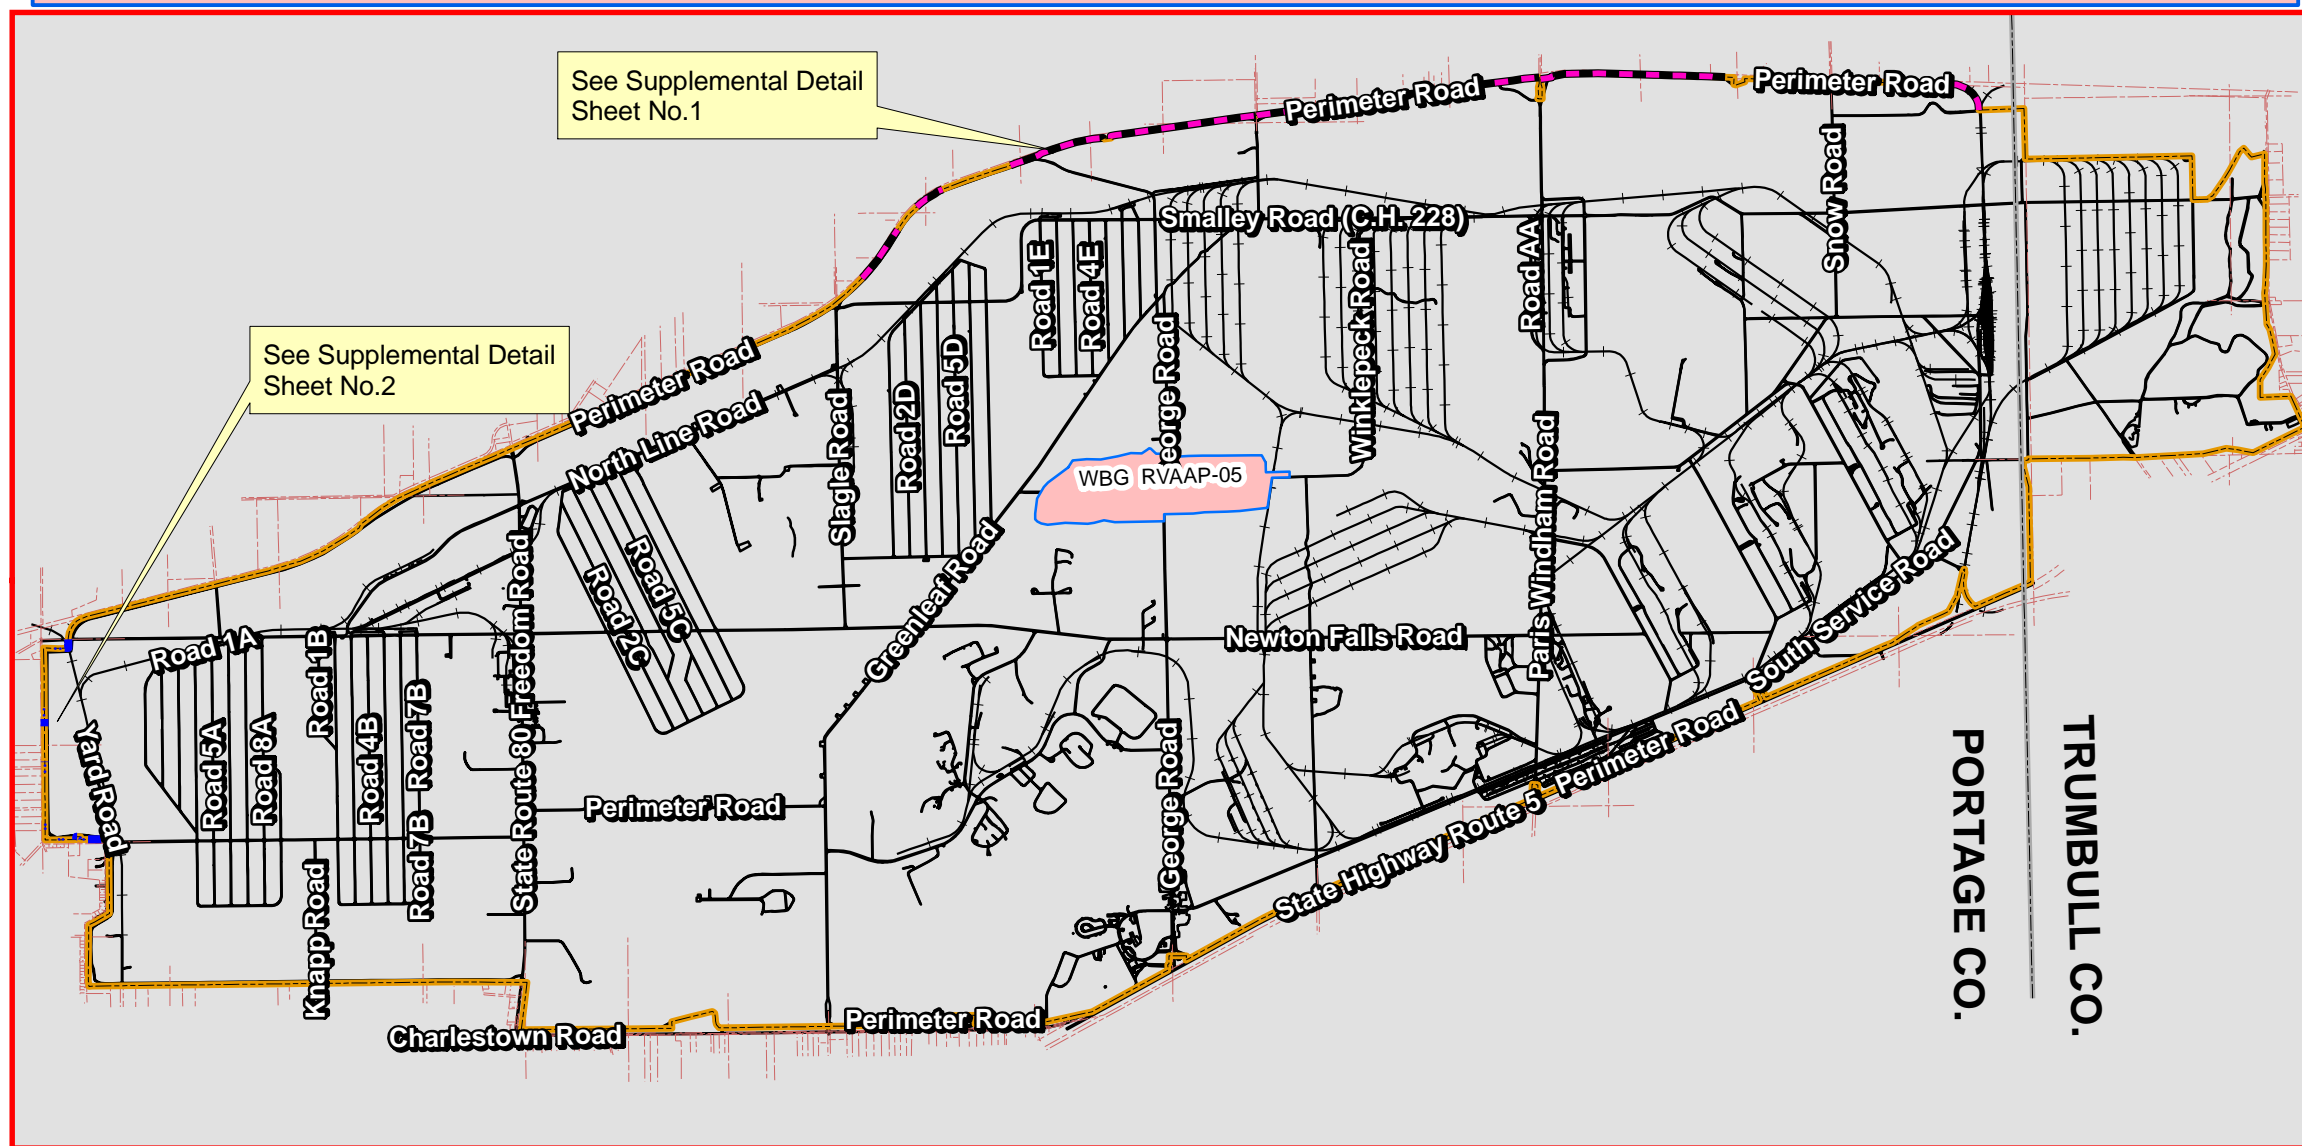 See Supplemental Detail
Sheet No.1
Perimeter Road
Perimeter Road
Smalley Road (C.H. 228)
Snow Road
Road 1E
Road 4E
Road AA
Winklepeck Road
See Supplemental Detail
Sheet No.2
Perimeter Road
North Line Road
Slagle Road
Road 2D
Road 5D
eorge Road
WBG RVAAP-05
Paris Windham Road
Greenleaf Road
Road 5C
Road 2C
State Route 80
Freedom Road
Newton Falls Road
South Service Road
Road 1A
Road 1B
Yard Road
Road 5A
Road 8A
Road 4B
Road 7B
Road 7B
Perimeter Road
George Road
Perimeter Road
State Highway Route 5
Knapp Road
Charlestown Road
Perimeter Road
PORTAGE CO.
TRUMBULL CO.